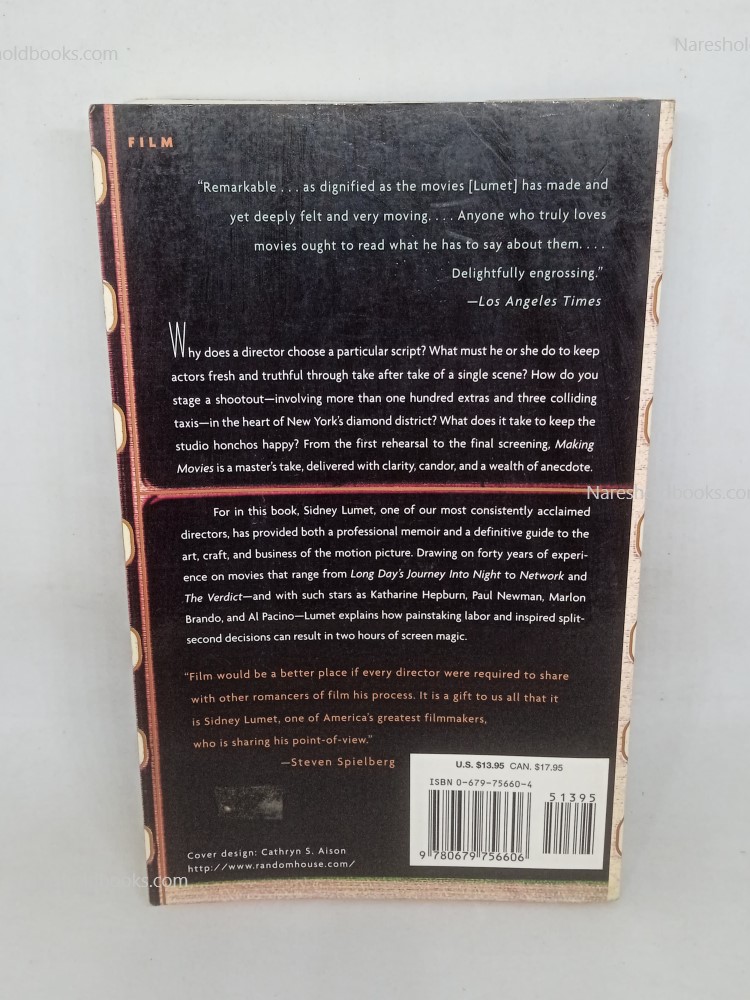 oldbooks.com
Naresh
FILM
“Remarkable . . . as dignified as the movies [Lumet] has made and
yet deeply felt and very moving. . . . Anyone who truly loves
movies ought to read what he has to say about them. . . .
Delightfully engrossing.”
—Los Angeles Times
Why does a director choose a particular script? What must he or she do to keep
actors fresh and truthful through take after take of a single scene? How do you
stage a shootout—involving more than one hundred extras and three colliding
taxis—in the heart of New York's diamond district? What does it take to keep the
studio honchos happy? From the first rehearsal to the final screening, Making
Movies is a master's take, delivered with clarity, candor, and a wealth of anecdote.
Nareshholdbooks.co
For in this book, Sidney Lumet, one of our most consistently acclaimed
directors, has provided both a professional memoir and a definitive guide to the
art, craft, and business of the motion picture. Drawing on forty years of experi-
ence on movies that range from Long Day's Journey Into Night to Network and
The Verdict—and with such stars as Katharine Hepburn, Paul Newman, Marlon
Brando, and Al Pacino—Lumet explains how painstaking labor and inspired split-
second decisions can result in two hours of screen magic.
“Film would be a better place if every director were required to share
with other romancers of film his process. It is a gift to us all that it
is Sidney Lumet, one of America's greatest filmmakers,
who is sharing his point-of-view.”
—Steven Spielberg
U.S. $13.95 CAN. $17.95
ISBN 0-679-75660-4
51395
9 780679 756606
Cover design: Cathryn S. Aison
http://www.randomhouse.com/
ks.com